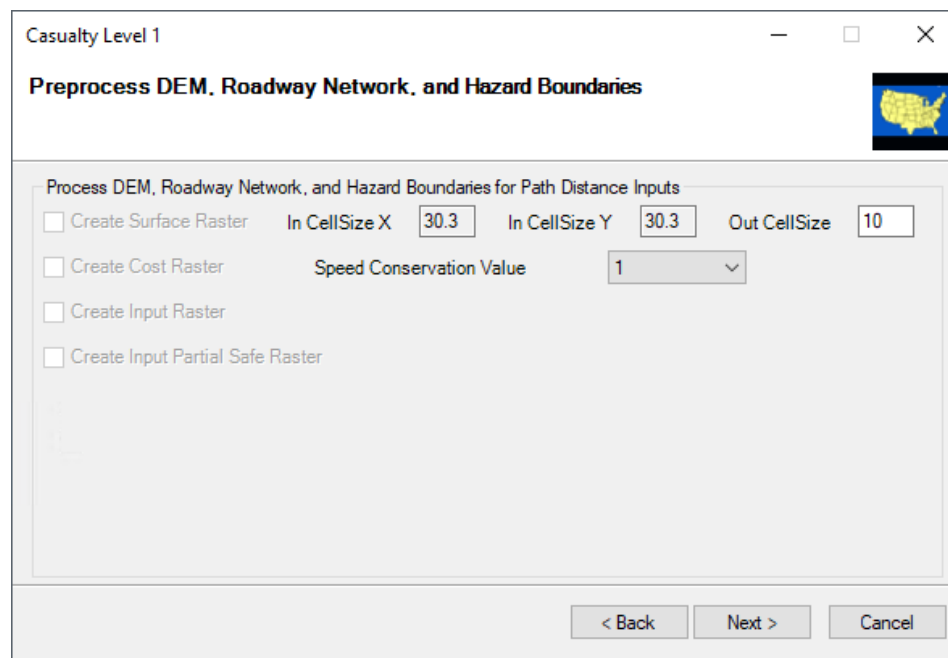 Casualty Level 1
Preprocess DEM, Roadway Network, and Hazard Boundaries
Process DEM, Roadway Network, and Hazard Boundaries for Path Distance Inputs
Create Surface Raster In CellSize X 30.3 In CellSize Y 30.3 Out CellSize 10
Create Cost Raster Speed Conservation Value 1
Create Input Raster
Create Input Partial Safe Raster
< Back Next > Cancel